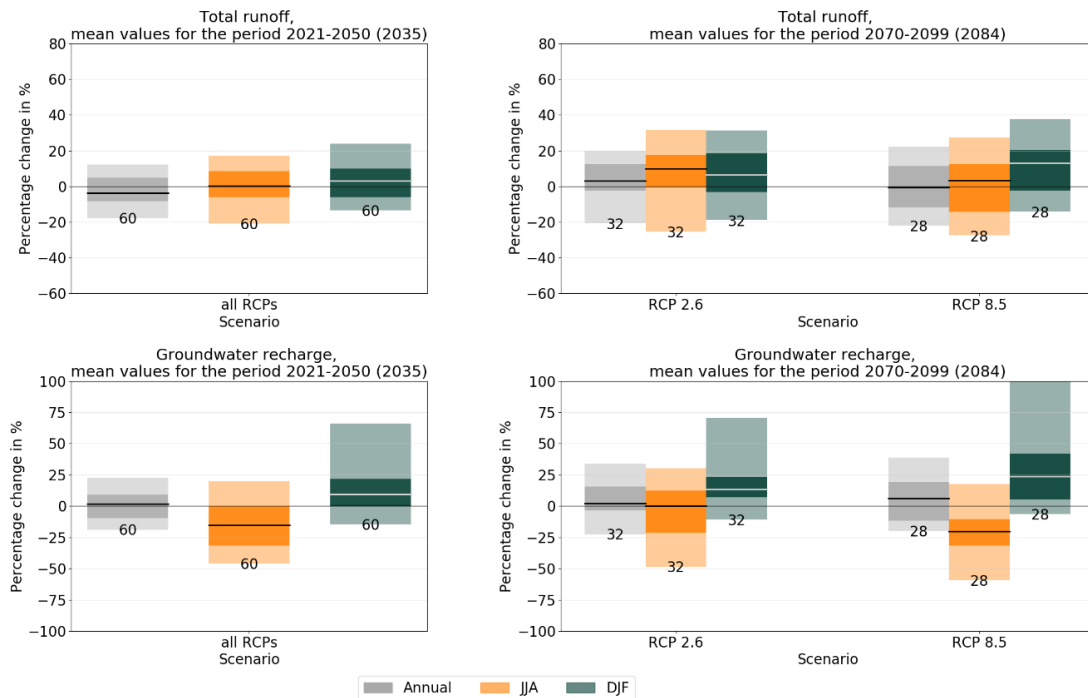 Total runoff,
mean values for the period 2021-2050 (2035)
Percentage change in %
80
60
40
20
0
−20
−40
−60
60
60
60
all RCPs
Scenario
Total runoff,
mean values for the period 2070-2099 (2084)
Percentage change in %
80
60
40
20
0
−20
−40
−60
32
32
32
28
28
28
RCP 2.6
RCP 8.5
Scenario
Groundwater recharge,
mean values for the period 2021-2050 (2035)
Percentage change in %
100
75
50
25
0
−25
−50
−75
−100
60
60
60
all RCPs
Scenario
Groundwater recharge,
mean values for the period 2070-2099 (2084)
Percentage change in %
100
75
50
25
0
−25
−50
−75
−100
32
32
32
28
28
28
RCP 2.6
RCP 8.5
Scenario
Annual
JJA
DJF